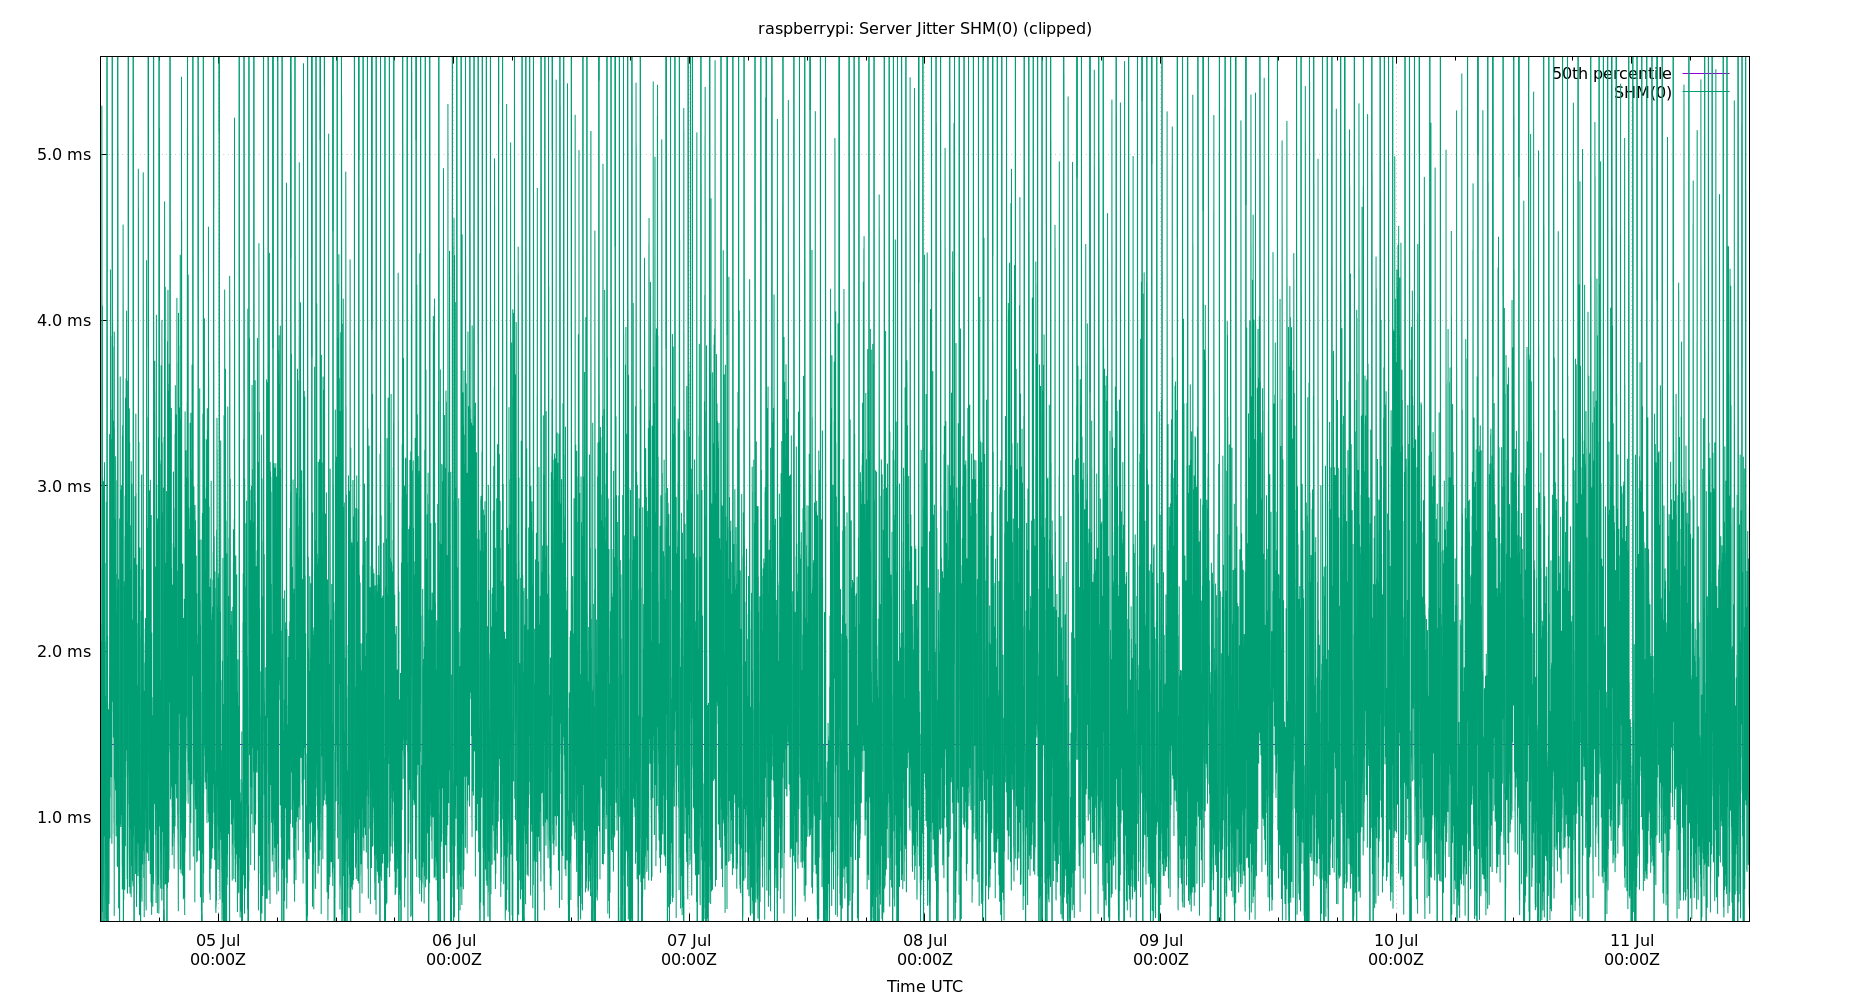 raspberrypi: Server Jitter SHM(0) (clipped)
50th percentile
SHM(0)
5.0 ms
4.0 ms
3.0 ms
2.0 ms
1.0 ms
05 Jul 06 Jul 07 Jul 08 Jul 09 Jul 10 Jul 11 Jul
00:00Z 00:00Z 00:00Z 00:00Z 00:00Z 00:00Z 00:00Z
Time UTC